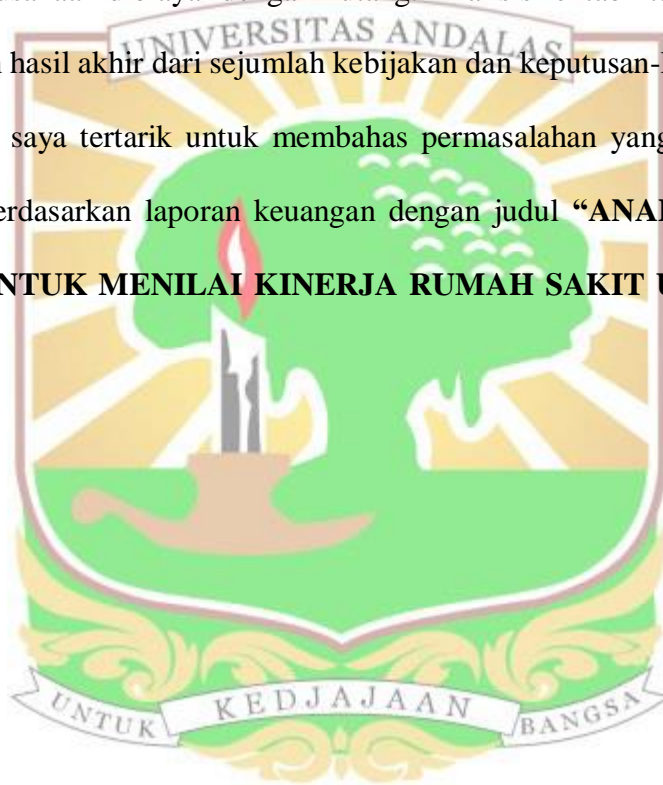 UNIVERSITAS ANDALAS
hasil akhir dari sejumlah kebijakan dan keputusan-
saya tertarik untuk membahas permasalahan yang
erdasarkan laporan keuangan dengan judul “ANA
NTUK MENILAI KINERJA RUMAH SAKIT U
UNTUK KEDJAJAAN BANGSA